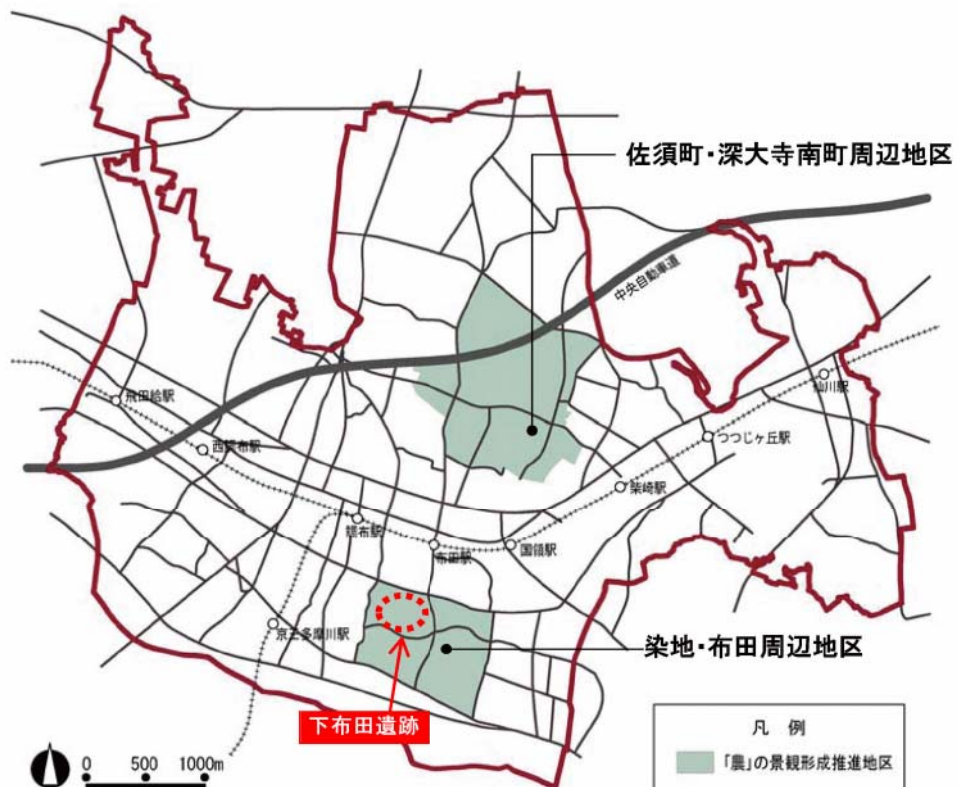 佐須町・深大寺南町周辺地区
中央自動車道
仙川駅
飛田給駅
つつじヶ丘駅
西調布駅
柴崎駅
調布駅
布田駅
国領駅
京王多摩川駅
染地・布田周辺地区
下布田遺跡
凡 例
「農」の景観形成推進地区
0 500 1000m